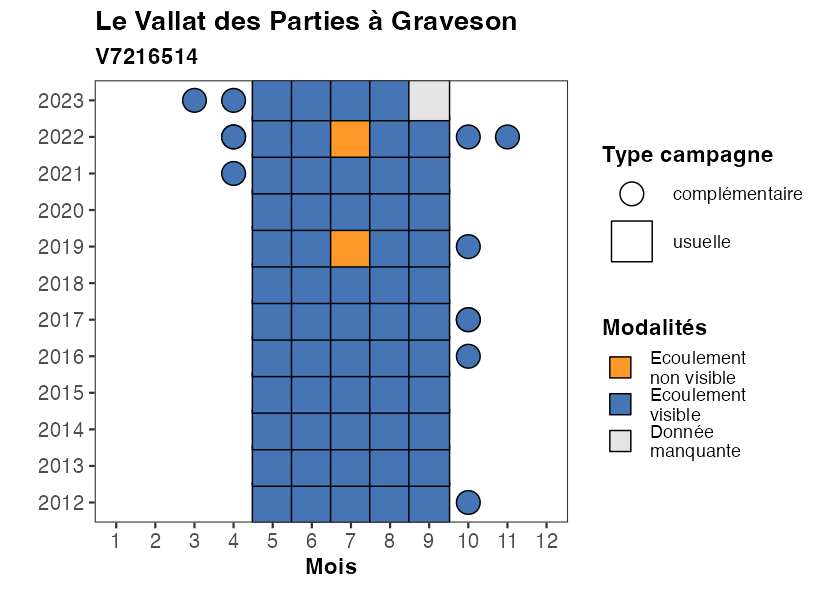 Le Vallat des Parties à Graveson
V7216514
2023
2022
2021
2020
2019
2018
2017
2016
2015
2014
2013
2012
1 2 3 4 5 6 7 8 9 10 11 12
Mois
Type campagne
complémentaire
usuelle
Modalités
Ecoulement
non visible
Ecoulement
visible
Donnée
manquante